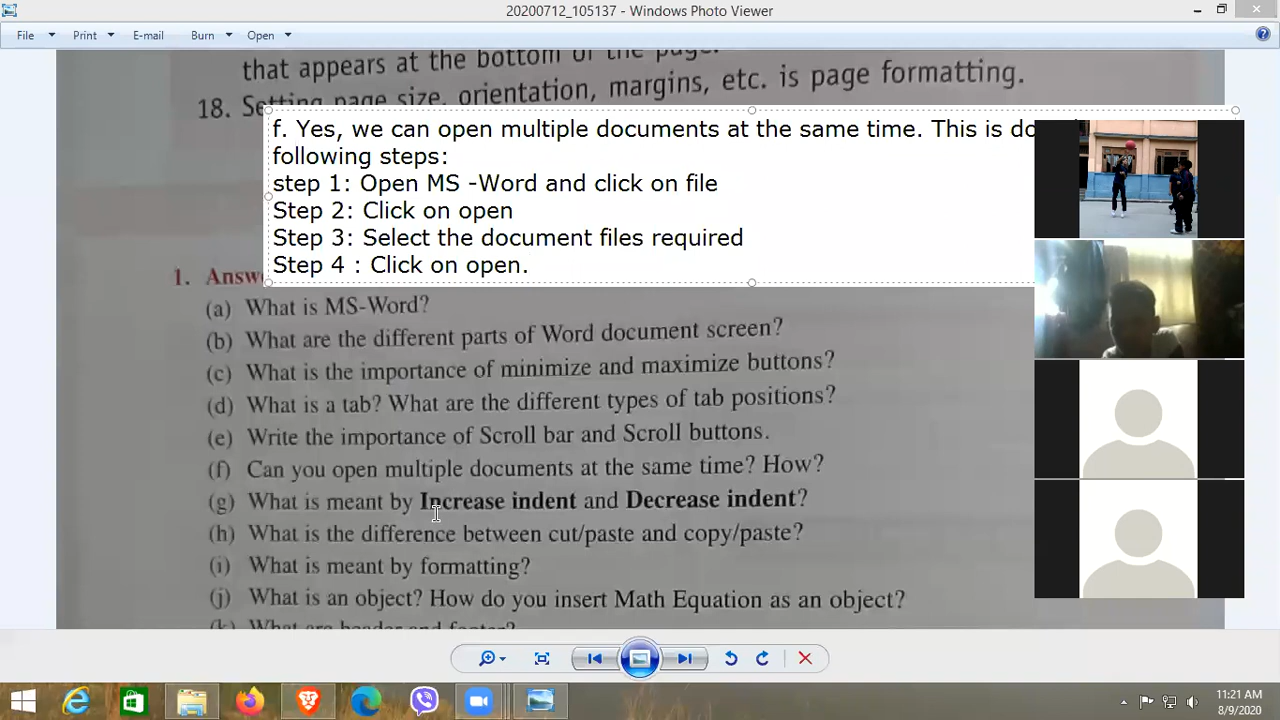 20200712_105137 - Windows Photo Viewer
File Print E-mail Burn Open
that appears at the bottom of the page.
18. Setting page size, orientation, margins, etc. is page formatting.
f. Yes, we can open multiple documents at the same time. This is
following steps:
step 1: Open MS -Word and click on file
Step 2: Click on open
Step 3: Select the document files required
Step 4 : Click on open.
1.
(a) What is MS-Word?
(b) What are the different parts of Word document screen?
(c) What is the importance of minimize and maximize buttons?
(d) What is a tab? What are the different types of tab positions?
(e) Write the importance of Scroll bar and Scroll buttons.
(f) Can you open multiple documents at the same time? How?
(g) What is meant by Increase indent and Decrease indent?
(h) What is the difference between cut/paste and copy/paste?
(i) What is meant by formatting?
(j) What is an object? How do you insert Math Equation as an object?
(k) What are header and footer?
11:21 AM
8/9/2020